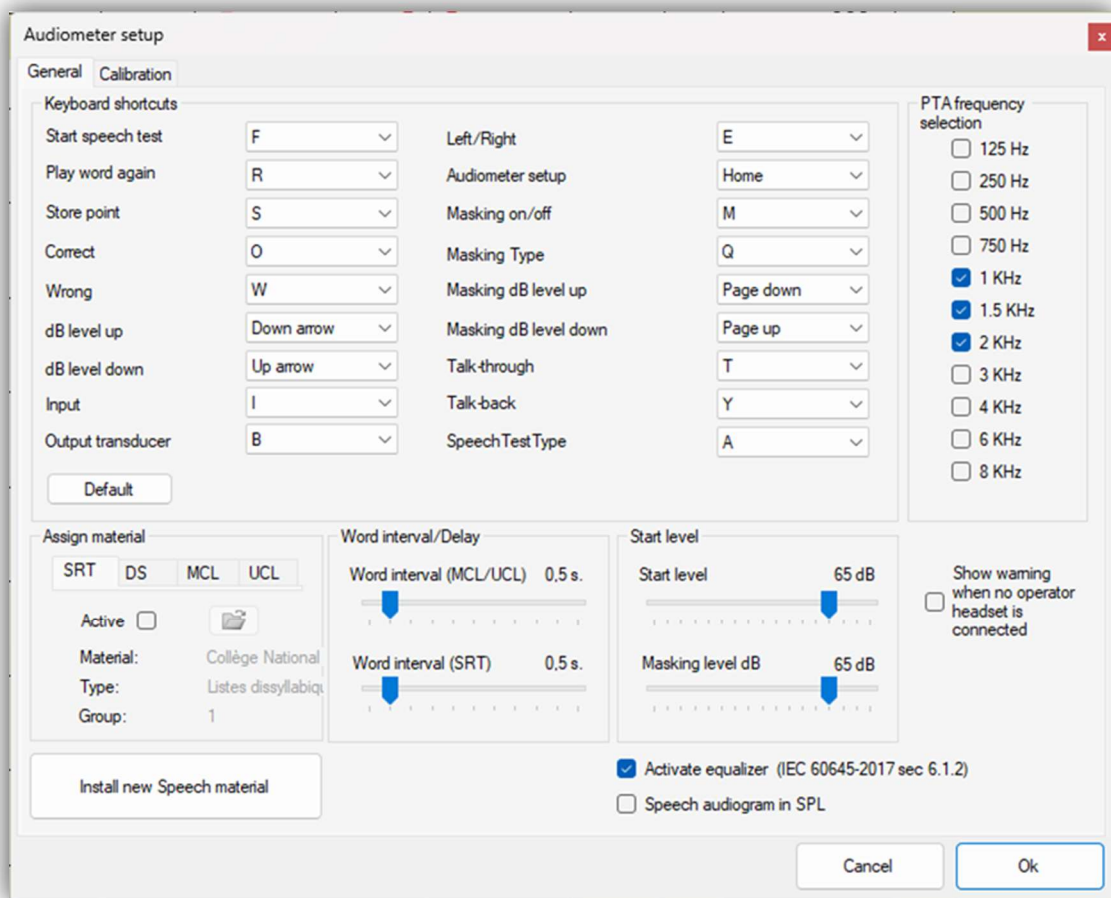 Audiometer setup
x
General Calibration
Keyboard shortcuts
Start speech test F
Play word again R
Store point S
Correct O
Wrong W
dB level up Down arrow
dB level down Up arrow
Input I
Output transducer B
Left/Right E
Audiometer setup Home
Masking on/off M
Masking Type Q
Masking dB level up Page down
Masking dB level down Page up
Talk-through T
Talk-back Y
SpeechTestType A
Default
PTA frequency
selection
125 Hz
250 Hz
500 Hz
750 Hz
1 KHz
1.5 KHz
2 KHz
3 KHz
4 KHz
6 KHz
8 KHz
Assign material
SRT DS MCL UCL
Active
Material: Collège National
Type: Listes dissyllabiqu
Group: 1
Word interval/Delay
Word interval (MCL/UCL) 0,5 s.
Word interval (SRT) 0,5 s.
Start level
Start level 65 dB
Masking level dB 65 dB
Show warning
when no operator
headset is
connected
Install new Speech material
Activate equalizer (IEC 60645-2017 sec 6.1.2)
Speech audiogram in SPL
Cancel Ok